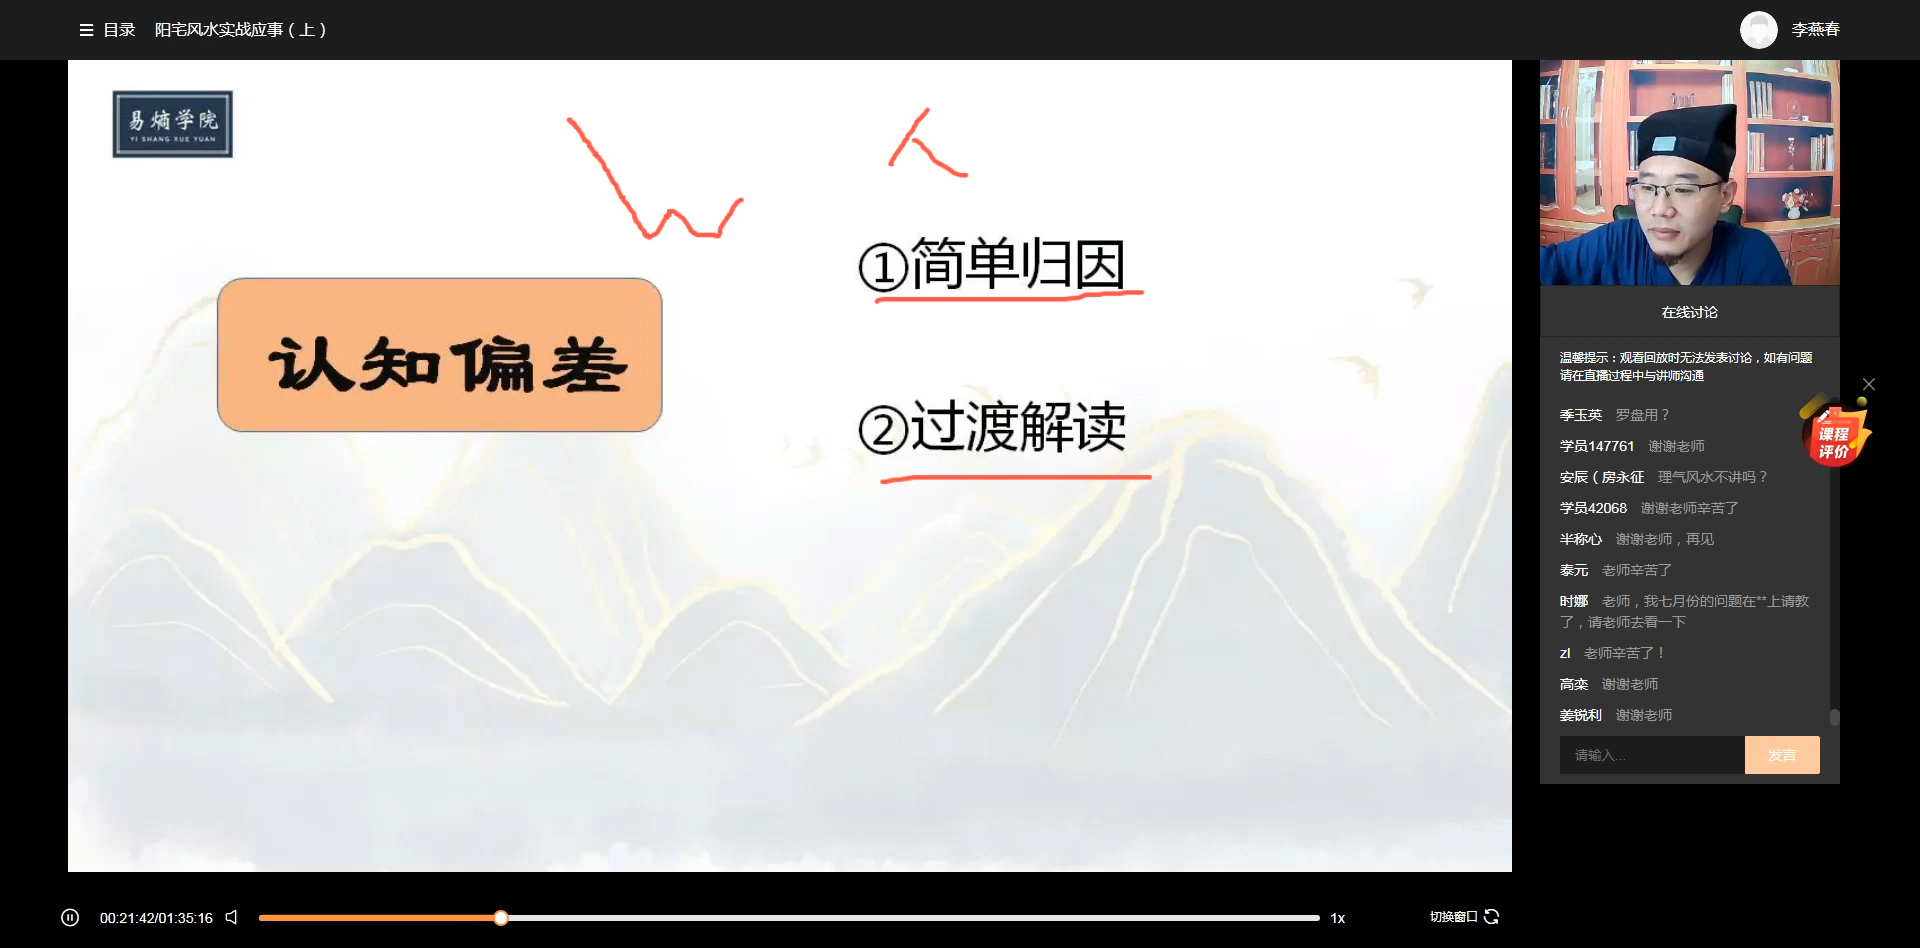 目录 阳宅风水实战应事（上）
李燕春
易熵学院
YI SHANG XUE YUAN
认知偏差
①简单归因
②过渡解读
在线讨论
温馨提示：观看回放时无法发表讨论，如有问题
请在直播过程中与讲师沟通
季玉英 罗盘用？
学员147761 谢谢老师
安辰（房永征 理气风水不讲吗？
学员42068 谢谢老师辛苦了
半称心 谢谢老师，再见
泰元 老师辛苦了
时娜 老师，我七月份的问题在**上请教
了，请老师去看一下
zl 老师辛苦了！
高栾 谢谢老师
姜锐利 谢谢老师
课程
评价
请输入...
发言
00:21:42/01:35:16
1x
切换窗口